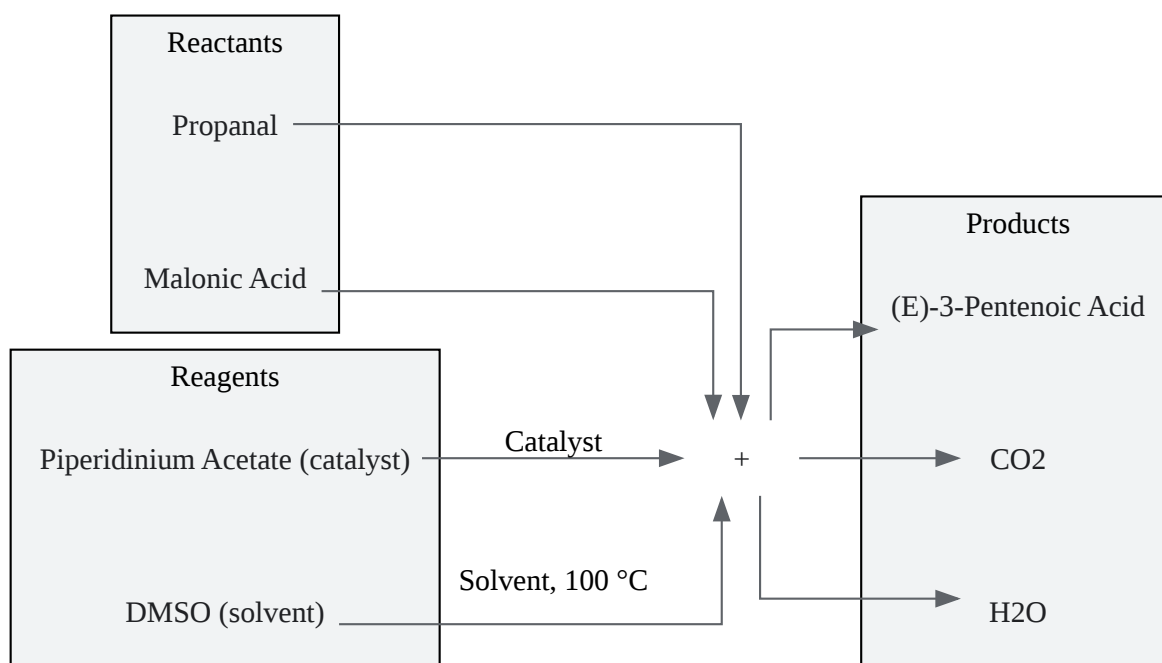 Reactants
Propanal
Malonic Acid
Reagents
Piperidinium Acetate (catalyst)
DMSO (solvent)
Catalyst
Solvent, 100 °C
+
Products
(E)-3-Pentenoic Acid
CO2
H2O